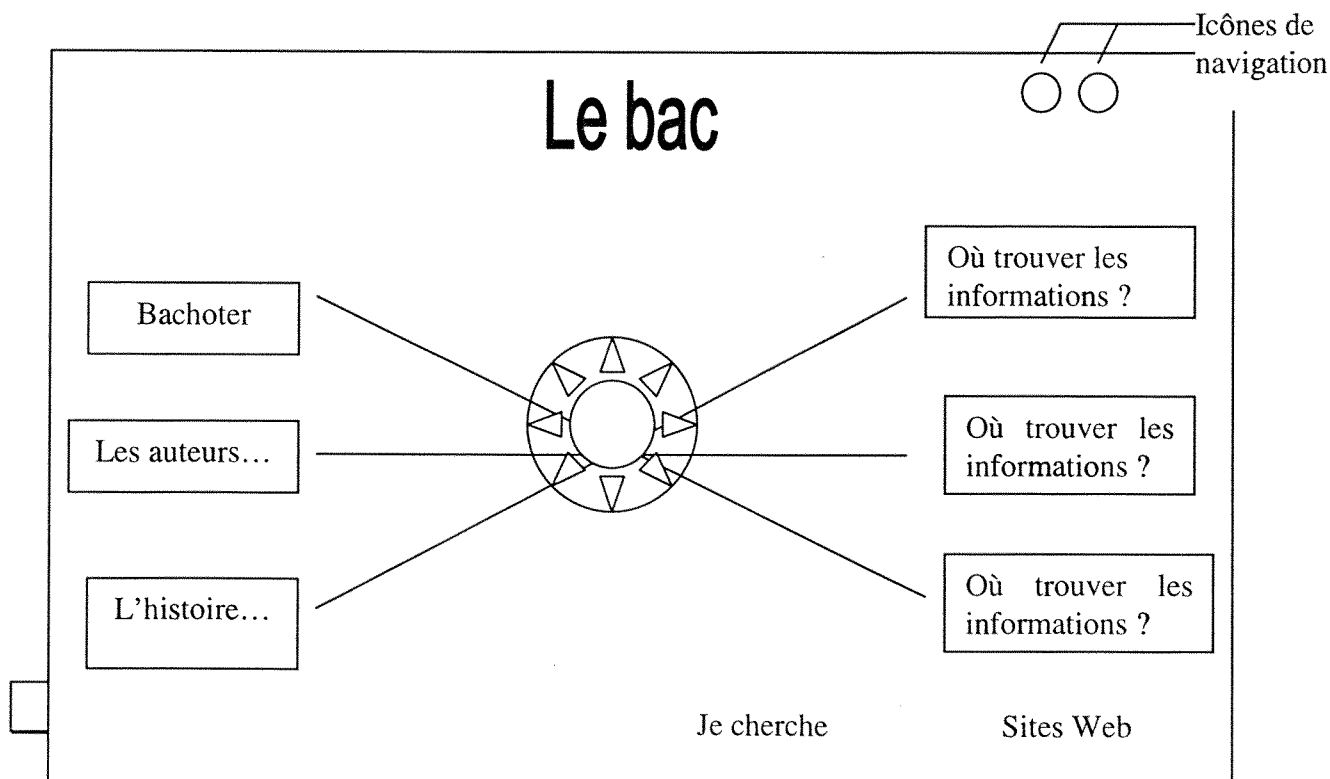 Icônes de
navigation
Le bac
Où trouver les
informations ?
Bachoter
Où trouver les
informations ?
Les auteurs…
Où trouver les
informations ?
L’histoire…
Je cherche
Sites Web